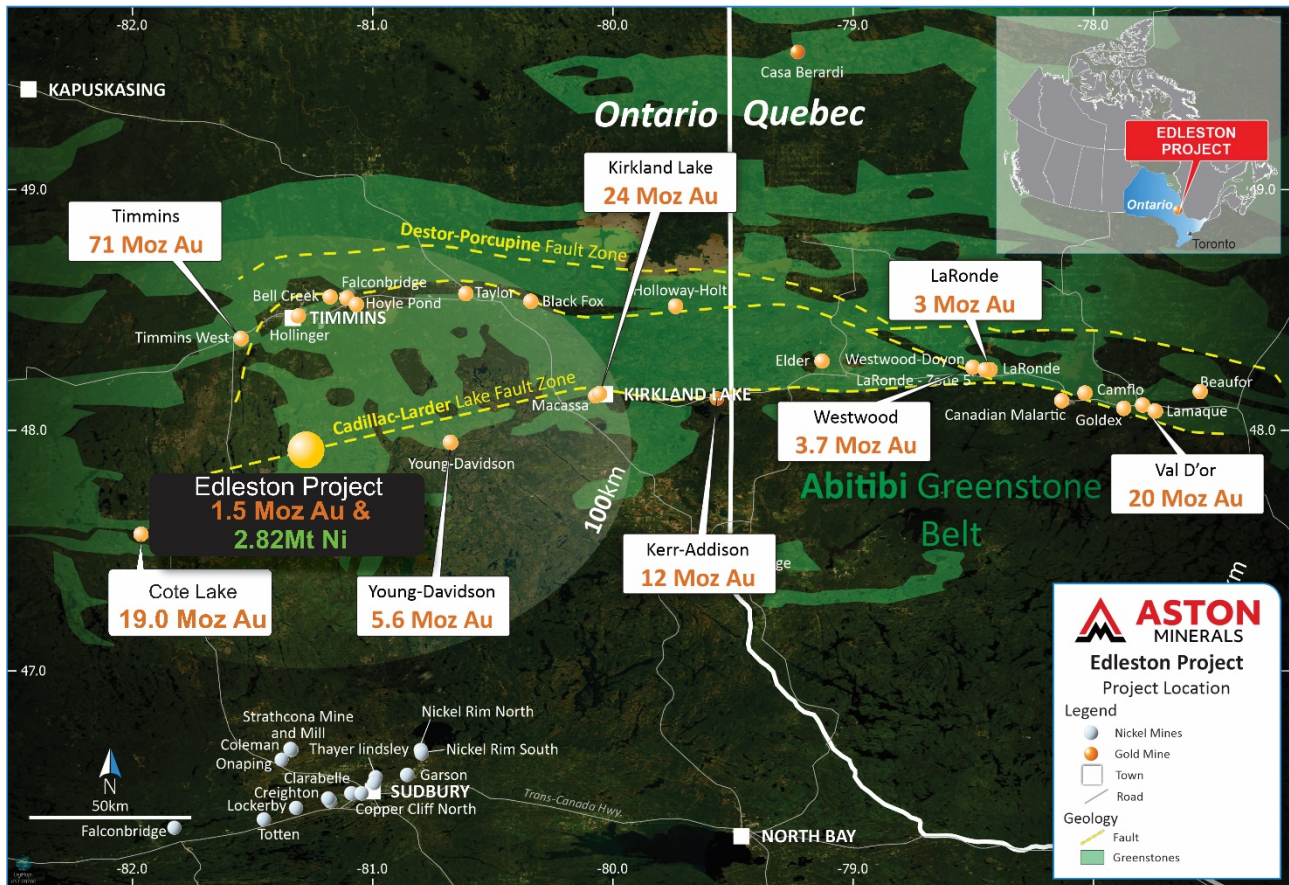 -82.0
-81.0
-80.0
-79.0
-78.0
KAPUSKASING
Casa Berardi
Ontario
Quebec
EDLESTON
PROJECT
Ontario
Toronto
49.0
49.0
Kirkland Lake
24 Moz Au
Timmins
71 Moz Au
Destor-Porcupine Fault Zone
Falconbridge
Bell Creek
Hoyle Pond
Taylor
Black Fox
Holloway-Holt
TIMMINS
Hollinger
Timmins West
LaRonde
3 Moz Au
Elder
Westwood-Doyon
LaRonde
LaRonde - Zone 5
Cadillac-Larder Lake Fault Zone
Macassa
KIRKLAND LAKE
Camflo
Beaufor
Canadian Malartic
Goldex
Lamaque
48.0
48.0
Westwood
3.7 Moz Au
Young-Davidson
Val D'or
20 Moz Au
Edleston Project
1.5 Moz Au &
2.82Mt Ni
100km
Abitibi Greenstone
Belt
Kerr-Addison
12 Moz Au
Cote Lake
19.0 Moz Au
Young-Davidson
5.6 Moz Au
47.0
ASTON
MINERALS
Edleston Project
Project Location
Legend
Nickel Mines
Gold Mine
Town
Road
Geology
Fault
Greenstones
Strathcona Mine
and Mill
Nickel Rim North
Coleman
Thayer lindsley
Nickel Rim South
Onaping
Clarabelle
Garson
Creighton
SUDBURY
Lockerby
Copper Cliff North
Totten
Falconbridge
Trans-Canada Hwy.
NORTH BAY
N
50km
-82.0
-81.0
-80.0
-79.0